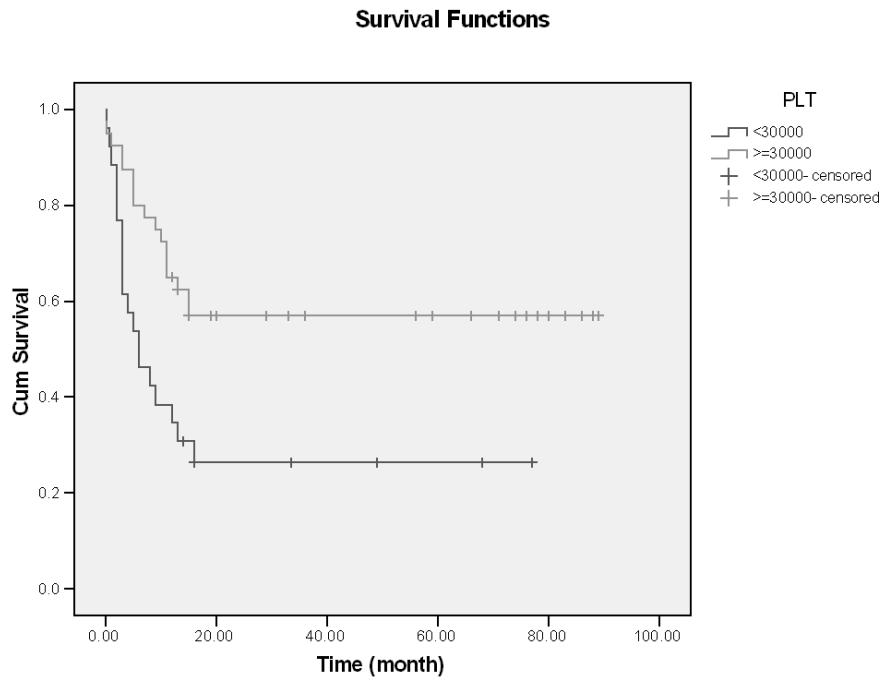 Survival Functions
PLT
<30000
>=30000
<30000- censored
>=30000- censored
1.0
0.8
0.6
0.4
0.2
0.0
Cum Survival
0.00 20.00 40.00 60.00 80.00 100.00
Time (month)